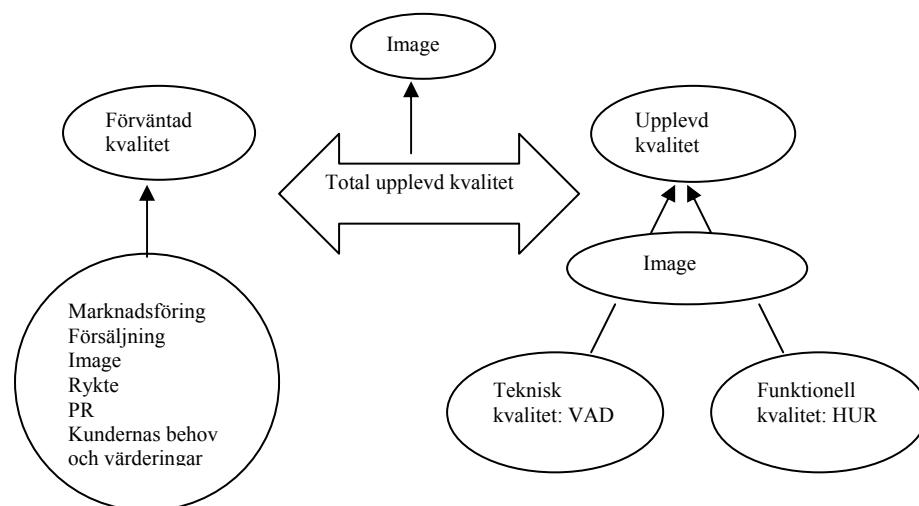 Image
Förväntad
kvalitet
Upplevd
kvalitet
Total upplevd kvalitet
Image
Marknadsföring
Försäljning
Image
Rykte
PR
Kundernas behov
och värderingar
Teknisk
kvalitet: VAD
Funktionell
kvalitet: HUR